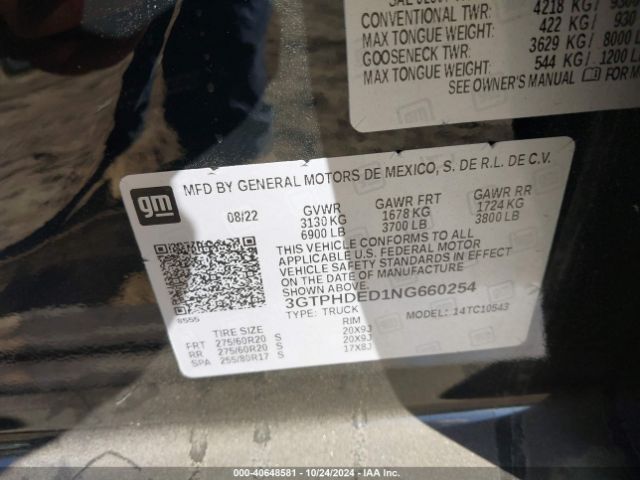 CONVENTIONAL TWR: 4218 KG/
MAX TONGUE WEIGHT: 422 KG/ 930
GOOSENECK TWR: 3629 KG/ 8000 L
MAX TONGUE WEIGHT: 544 KG/ 1200 LB
SEE OWNER'S MANUAL FOR M
gm
MFD BY GENERAL MOTORS DE MEXICO, S. DE R.L. DE C.V.
08/22 GVWR GAWR FRT GAWR RR
3130 KG 1678 KG 1724 KG
6900 LB 3700 LB 3800 LB
THIS VEHICLE CONFORMS TO ALL
APPLICABLE U.S. FEDERAL MOTOR
VEHICLE SAFETY STANDARDS IN EFFECT
ON THE DATE OF MANUFACTURE
SHOWN ABOVE.
3GTPHDED1NG660254
8555 TYPE: TRUCK MODEL: 14TC10543
TIRE SIZE RIM
FRT 275/60R20 S 20X9J
RR 275/60R20 S 20X9J
SPA 255/80R17 S 17X8J
000-40648581 - 10/24/2024 - IAA Inc.